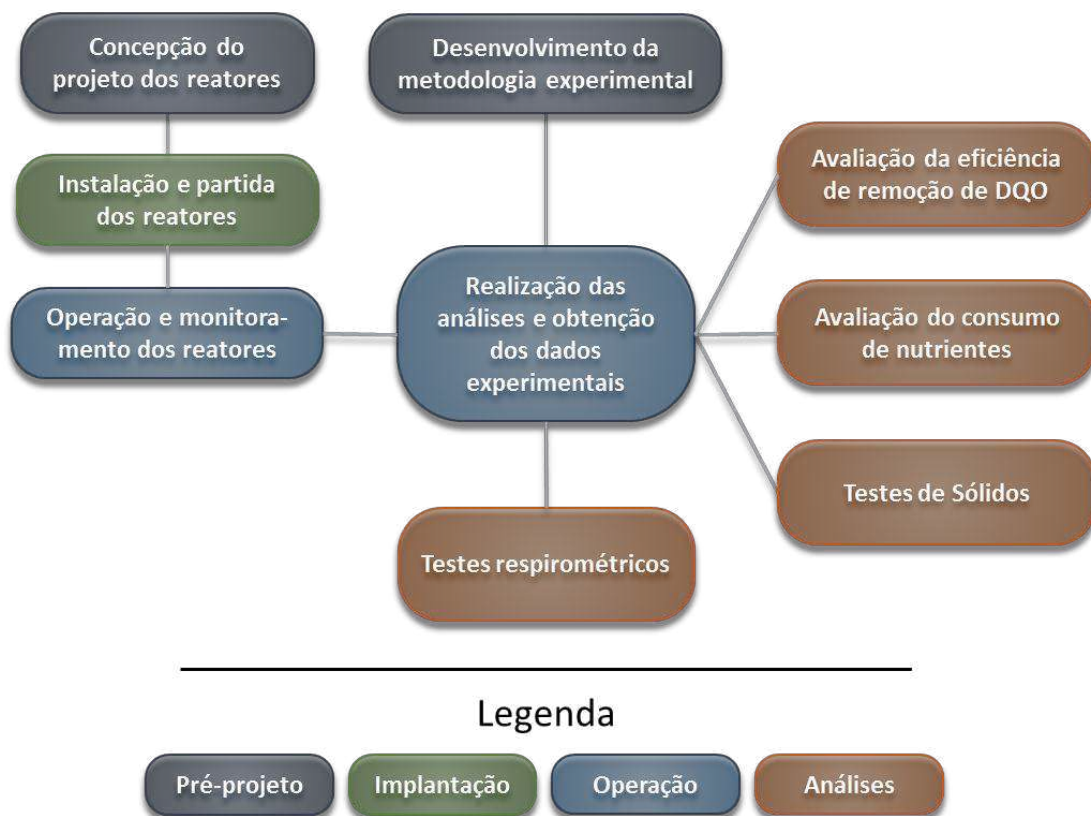 Concepção do
projeto dos reatores
Desenvolvimento da
metodologia experimental
Instalação e partida
dos reatores
Avaliação da eficiência
de remoção de DQO
Operação e monitora-
mento dos reatores
Realização das
análises e obtenção
dos dados
experimentais
Avaliação do consumo
de nutrientes
Testes de Sólidos
Testes respirométricos
Legenda
Pré-projeto
Implantação
Operação
Análises